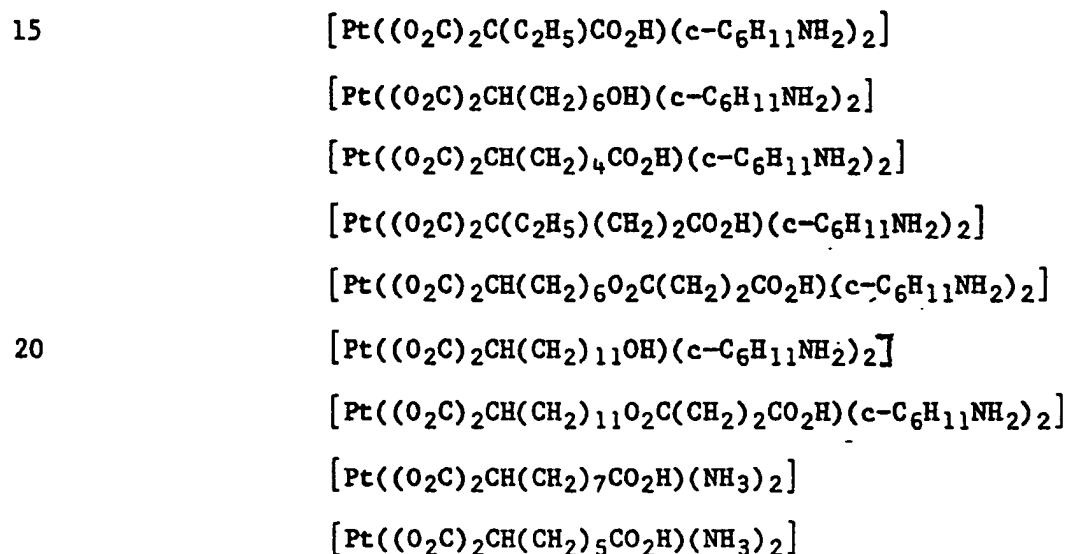 15 [Pt((O₂C)₂C(C₂H₅)CO₂H)(c-C₆H₁₁NH₂)₂]
[Pt((O₂C)₂CH(CH₂)₆OH)(c-C₆H₁₁NH₂)₂]
[Pt((O₂C)₂CH(CH₂)₄CO₂H)(c-C₆H₁₁NH₂)₂]
[Pt((O₂C)₂C(C₂H₅)(CH₂)₂CO₂H)(c-C₆H₁₁NH₂)₂]
[Pt((O₂C)₂CH(CH₂)₆O₂C(CH₂)₂CO₂H)(c-C₆H₁₁NH₂)₂]
20 [Pt((O₂C)₂CH(CH₂)₁₁OH)(c-C₆H₁₁NH₂)₂]
[Pt((O₂C)₂CH(CH₂)₁₁O₂C(CH₂)₂CO₂H)(c-C₆H₁₁NH₂)₂]
[Pt((O₂C)₂CH(CH₂)₇CO₂H)(NH₃)₂]
[Pt((O₂C)₂CH(CH₂)₅CO₂H)(NH₃)₂]